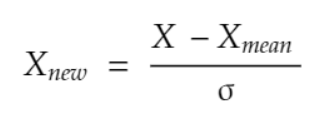 X_new = (X − X_mean) / σ